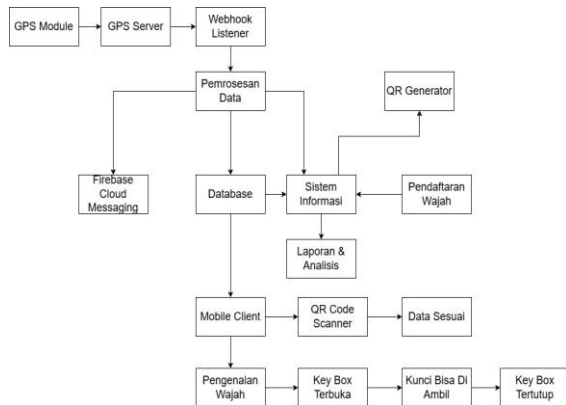 GPS Module
GPS Server
Webhook
Listener
Pemrosesan
Data
QR Generator
Firebase
Cloud
Messaging
Database
Sistem
Informasi
Pendaftaran
Wajah
Laporan &
Analisis
Mobile Client
QR Code
Scanner
Data Sesuai
Pengenalan
Wajah
Key Box
Terbuka
Kunci Bisa Di
Ambil
Key Box
Tertutup